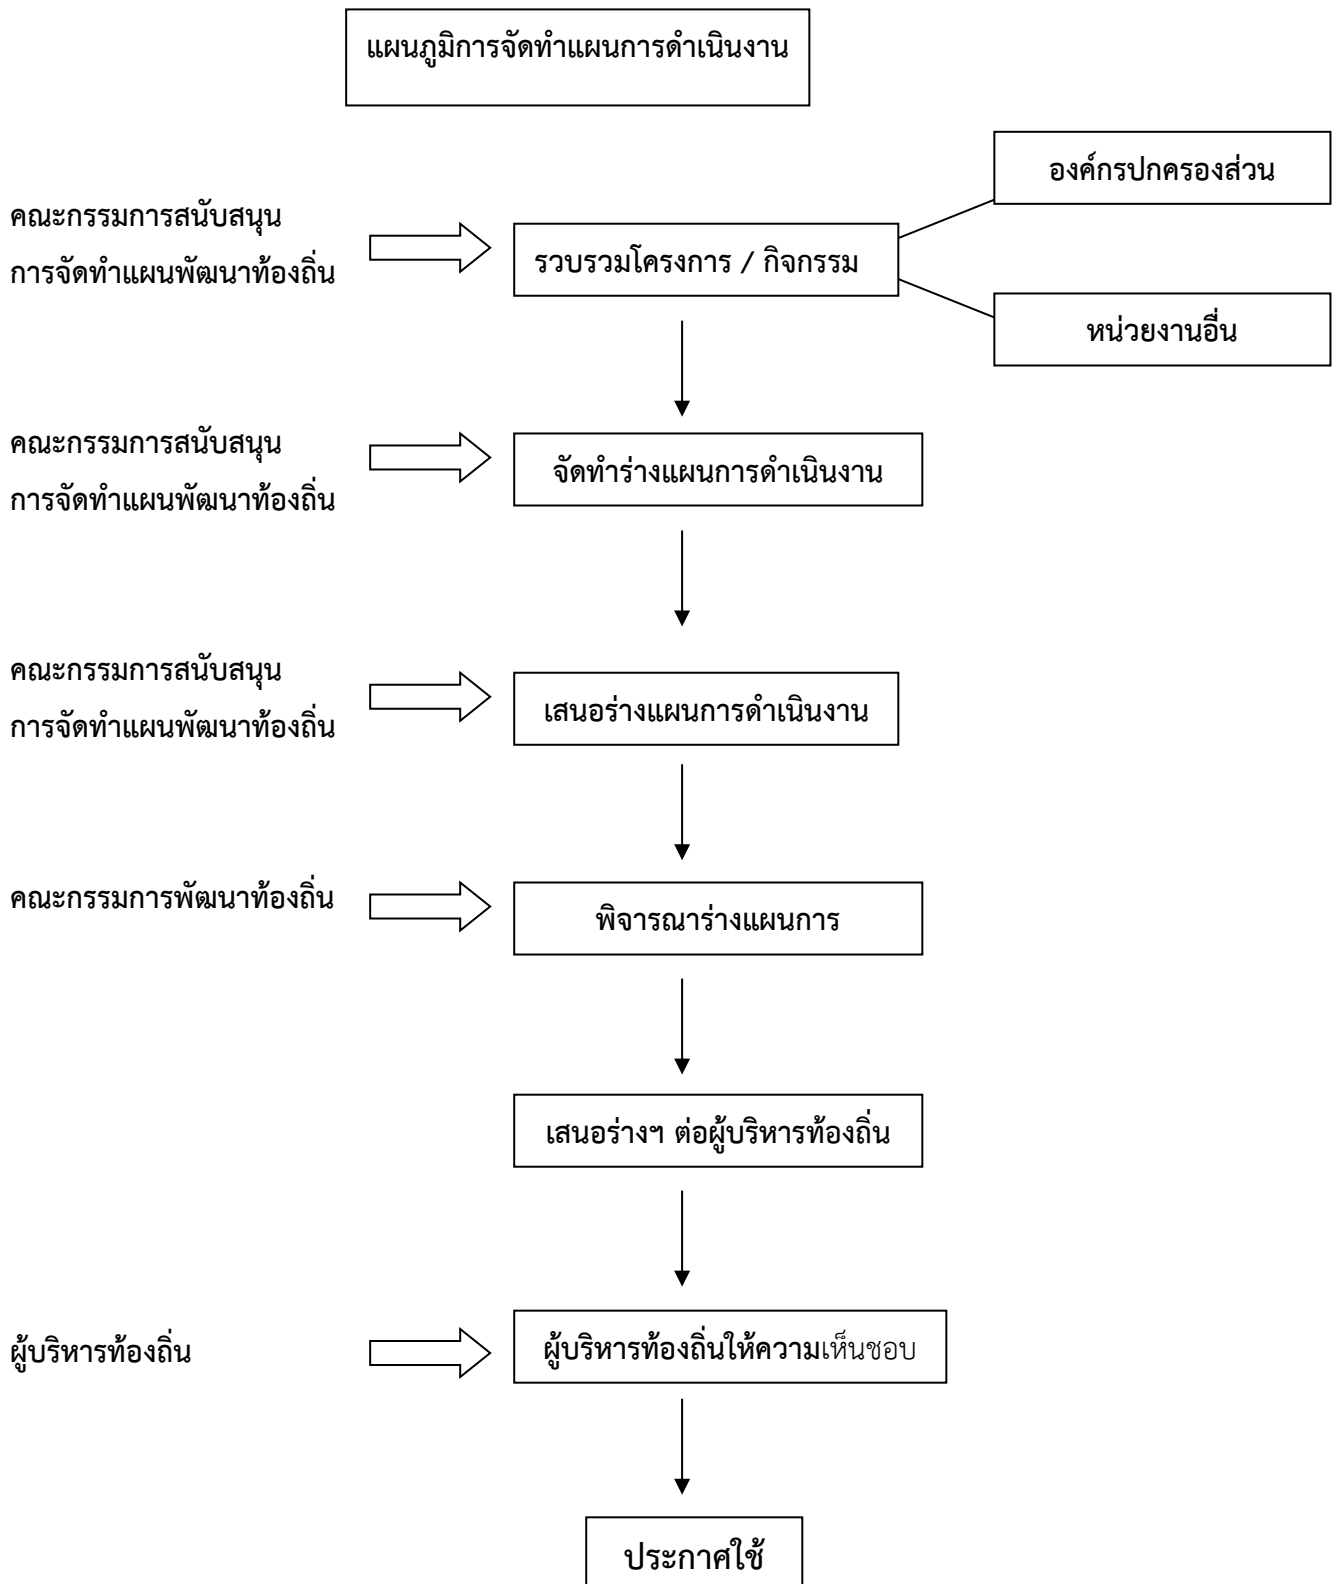 แผนภูมิการจัดทำแผนการดำเนินงาน
องค์กรปกครองส่วน
คณะกรรมการสนับสนุน
การจัดทำแผนพัฒนาท้องถิ่น
รวบรวมโครงการ / กิจกรรม
หน่วยงานอื่น
คณะกรรมการสนับสนุน
การจัดทำแผนพัฒนาท้องถิ่น
จัดทำร่างแผนการดำเนินงาน
คณะกรรมการสนับสนุน
การจัดทำแผนพัฒนาท้องถิ่น
เสนอร่างแผนการดำเนินงาน
คณะกรรมการพัฒนาท้องถิ่น
พิจารณาร่างแผนการ
เสนอร่างฯ ต่อผู้บริหารท้องถิ่น
ผู้บริหารท้องถิ่น
ผู้บริหารท้องถิ่นให้ความเห็นชอบ
ประกาศใช้